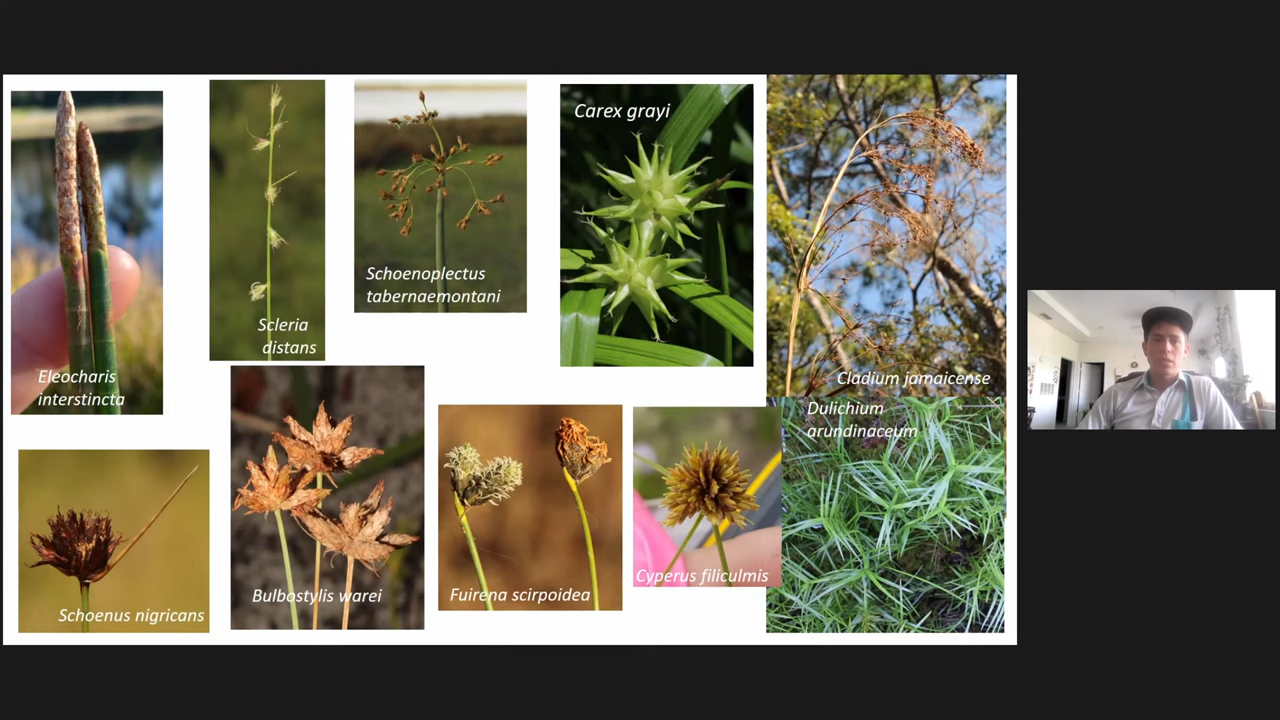 Eleocharis
interstincta
Scleria
distans
Schoenoplectus
tabernaemontani
Carex grayi
Cladium jamaicense
Schoenus nigricans
Bulbostylis warei
Fuirena scirpoidea
Cyperus filiculmis
Dulichium
arundinaceum